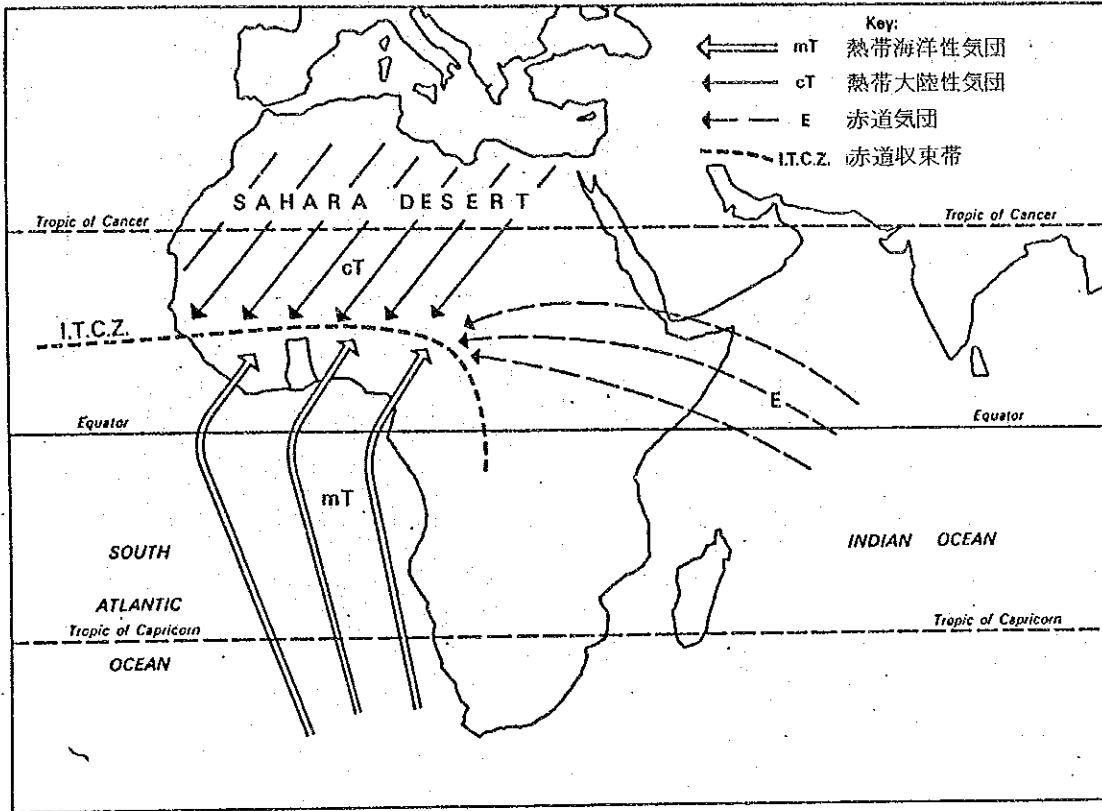 Key:
mT 熱帯海洋性気団
cT 熱帯大陸性気団
E 赤道気団
I.T.C.Z. 赤道収束帯
SAHARA DESERT
Tropic of Cancer Tropic of Cancer
cT
I.T.C.Z.
E
Equator Equator
mT
SOUTH
ATLANTIC
OCEAN
INDIAN OCEAN
Tropic of Capricorn Tropic of Capricorn